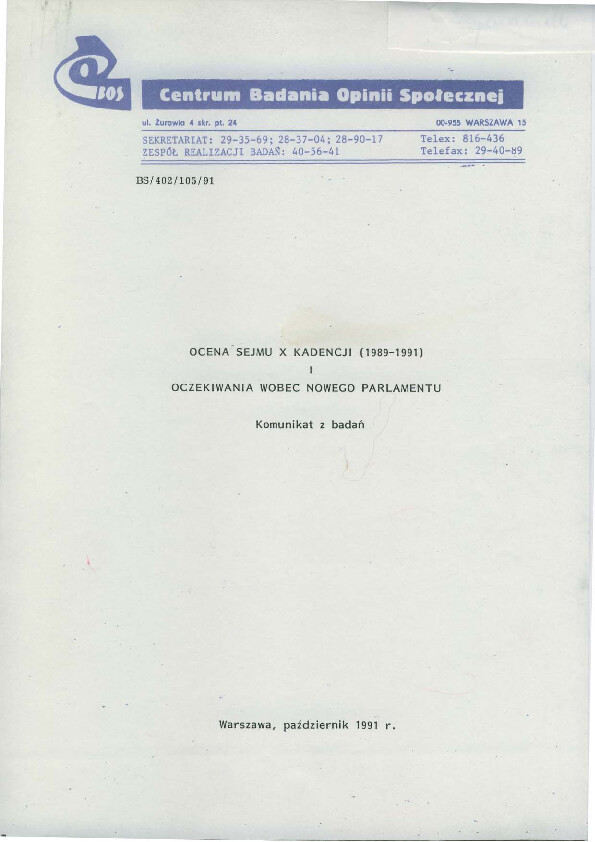 CBOS
Centrum Badania Opinii Społecznej
ul. Żurawia 4 skr. pt. 24
00-955 WARSZAWA 15
SEKRETARIAT: 29-35-69; 28-37-04; 28-90-17
Telex: 816-436
ZESPÓŁ REALIZACJI BADAŃ: 40-56-41
Telefax: 29-40-89
BS/402/105/91
OCENA SEJMU X KADENCJI (1989-1991)
I
OCZEKIWANIA WOBEC NOWEGO PARLAMENTU
Komunikat z badań
Warszawa, październik 1991 r.